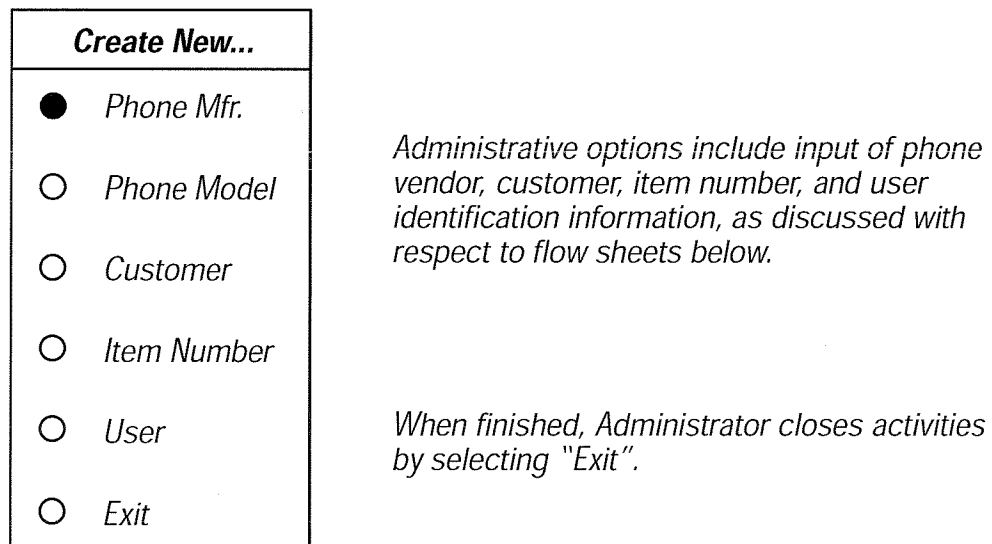 Create New...
Phone Mfr.
Phone Model
Customer
Item Number
User
Exit
Administrative options include input of phone
vendor, customer, item number, and user
identification information, as discussed with
respect to flow sheets below.
When finished, Administrator closes activities
by selecting "Exit".